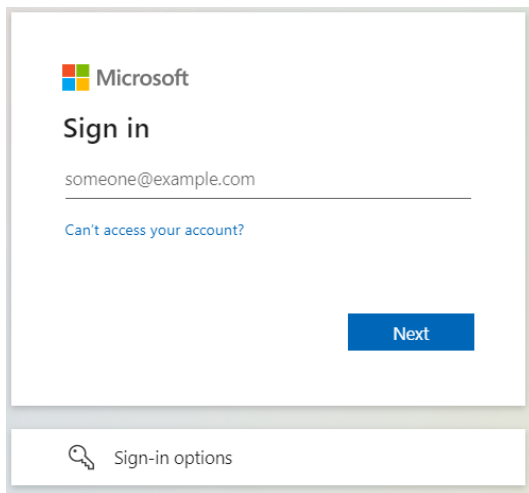 Microsoft
Sign in
someone@example.com
Can't access your account?
Next
Sign-in options